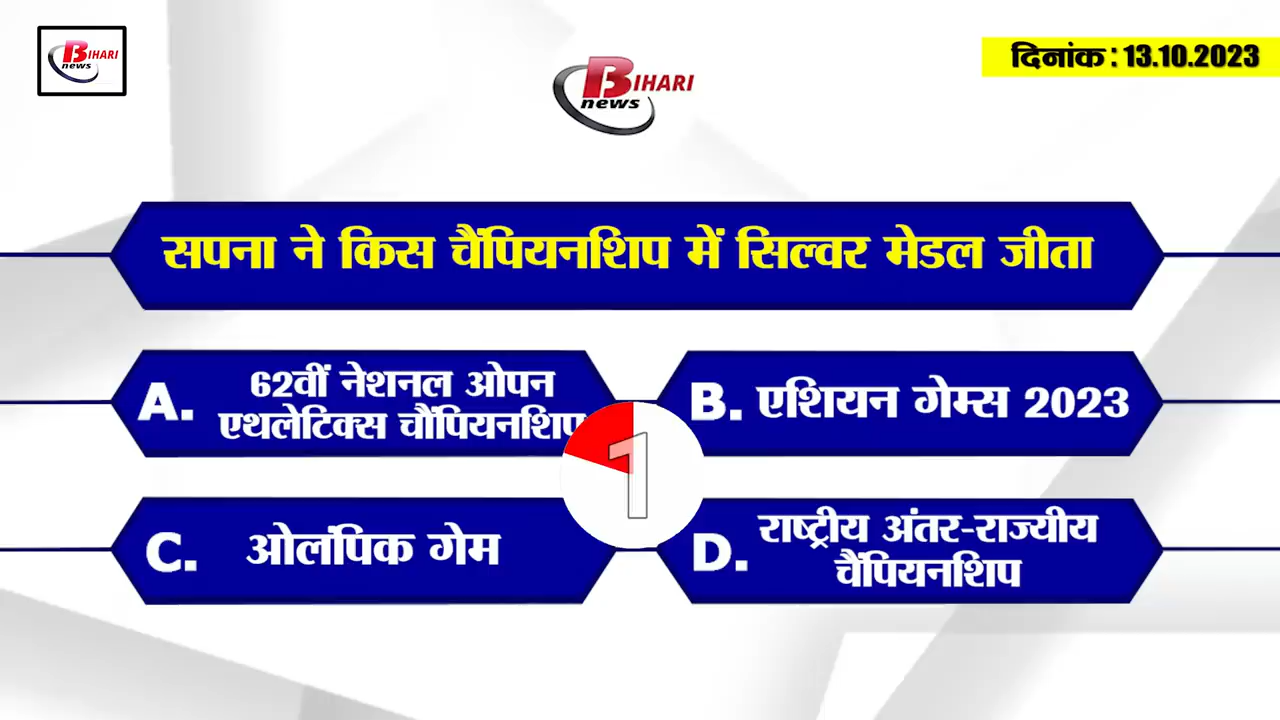 BIHARI
news
BIHARI
news
दिनांक : 13.10.2023
सपना ने किस चैंपियनशिप में सिल्वर मेडल जीता
A. 62वीं नेशनल ओपन
एथलेटिक्स चौंपियनशिप
B. एशियन गेम्स 2023
1
C. ओलंपिक गेम
D. राष्ट्रीय अंतर-राज्यीय
चैंपियनशिप